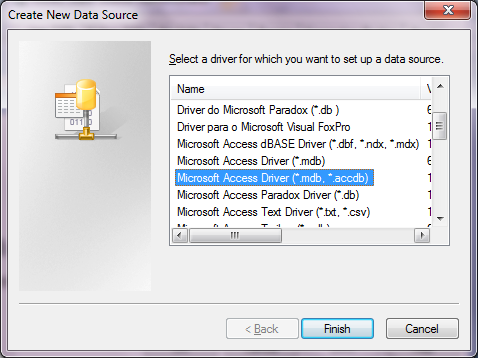 Create New Data Source
Select a driver for which you want to set up a data source.
Name V
Driver do Microsoft Paradox (*.db ) 6
Driver para o Microsoft Visual FoxPro 1
Microsoft Access dBASE Driver (*.dbf, *.ndx, *.mdx) 1
Microsoft Access Driver (*.mdb) 6
Microsoft Access Driver (*.mdb, *.accdb) 1
Microsoft Access Paradox Driver (*.db) 1
Microsoft Access Text Driver (*.txt, *.csv) 1
< Back Finish Cancel